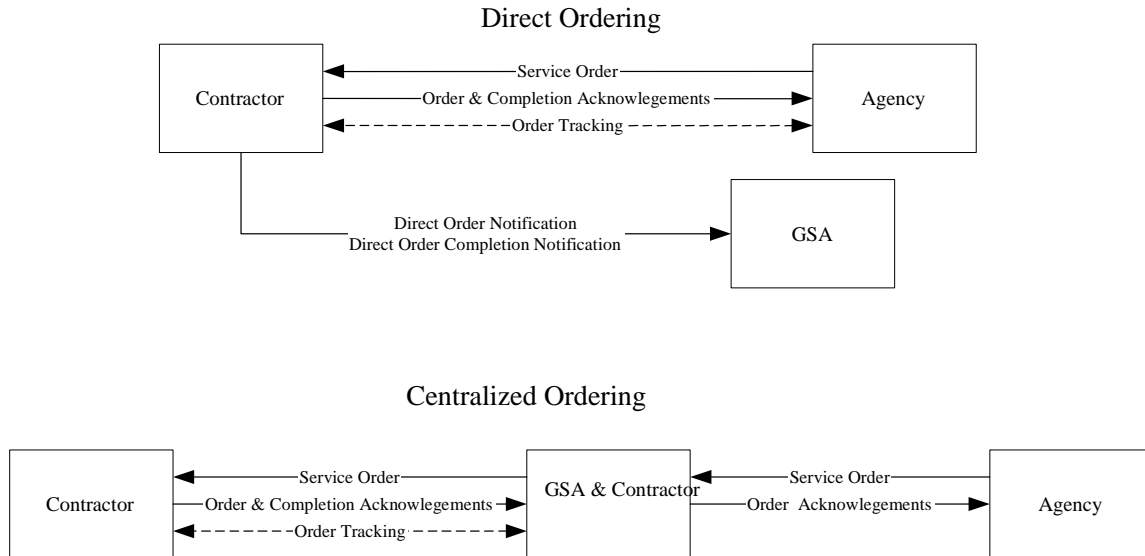 Direct Ordering
Service Order
Contractor
Order & Completion Acknowlegements
Agency
Order Tracking
Direct Order Notification
Direct Order Completion Notification
GSA
Centralized Ordering
Service Order
Service Order
Contractor
Order & Completion Acknowlegements
GSA & Contractor
Order Acknowlegements
Agency
Order Tracking